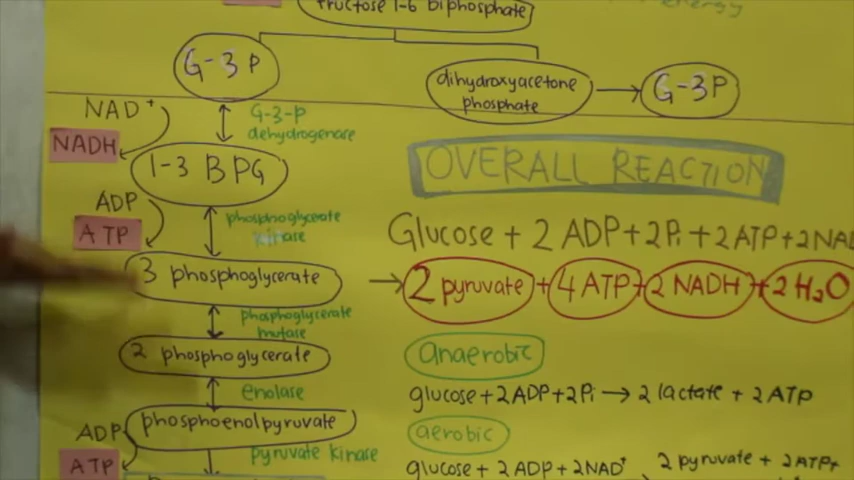 fructose 1-6 biphosphate
energy
G-3P
dihydroxyacetone
phosphate
G-3P
NAD+
NADH
G-3-P
dehydrogenase
1-3 BPG
OVERALL REACTION
ADP
ATP
phosphoglycerate
kinase
Glucose + 2 ADP + 2Pi + 2 ATP + 2NAD
3 phosphoglycerate
→ 2 pyruvate + 4 ATP + 2 NADH + 2 H₂O
phosphoglycerate
mutase
2 phosphoglycerate
anaerobic
enolase
glucose + 2 ADP + 2Pi → 2 lactate + 2 ATP
phosphoenolpyruvate
ADP
ATP
pyruvate kinase
aerobic
glucose + 2 ADP + 2NAD+
2 pyruvate + 2 ATP+